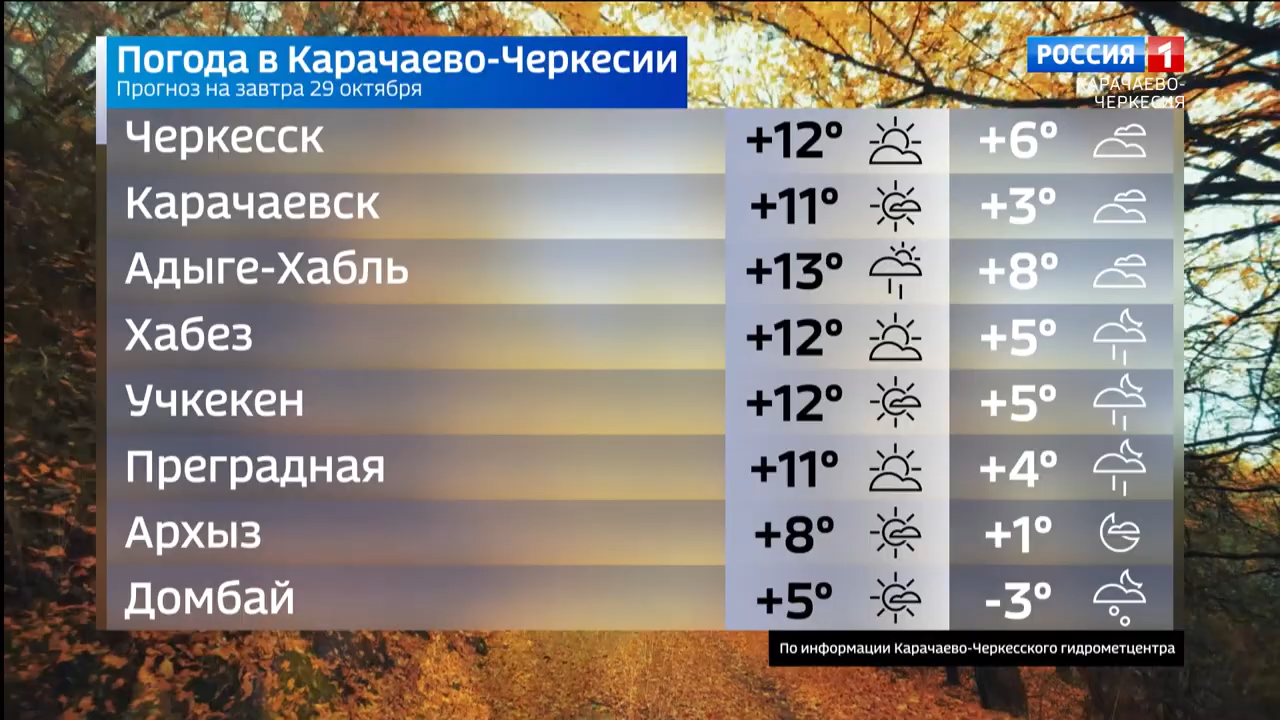 Погода в Карачаево-Черкесии
Прогноз на завтра 29 октября
РОССИЯ 1
КАРАЧАЕВО-
ЧЕРКЕСИЯ
Черкесск +12° +6°
Карачаевск +11° +3°
Адыге-Хабль +13° +8°
Хабез +12° +5°
Учкекен +12° +5°
Преградная +11° +4°
Архыз +8° +1°
Домбай +5° -3°
По информации Карачаево-Черкесского гидрометцентра